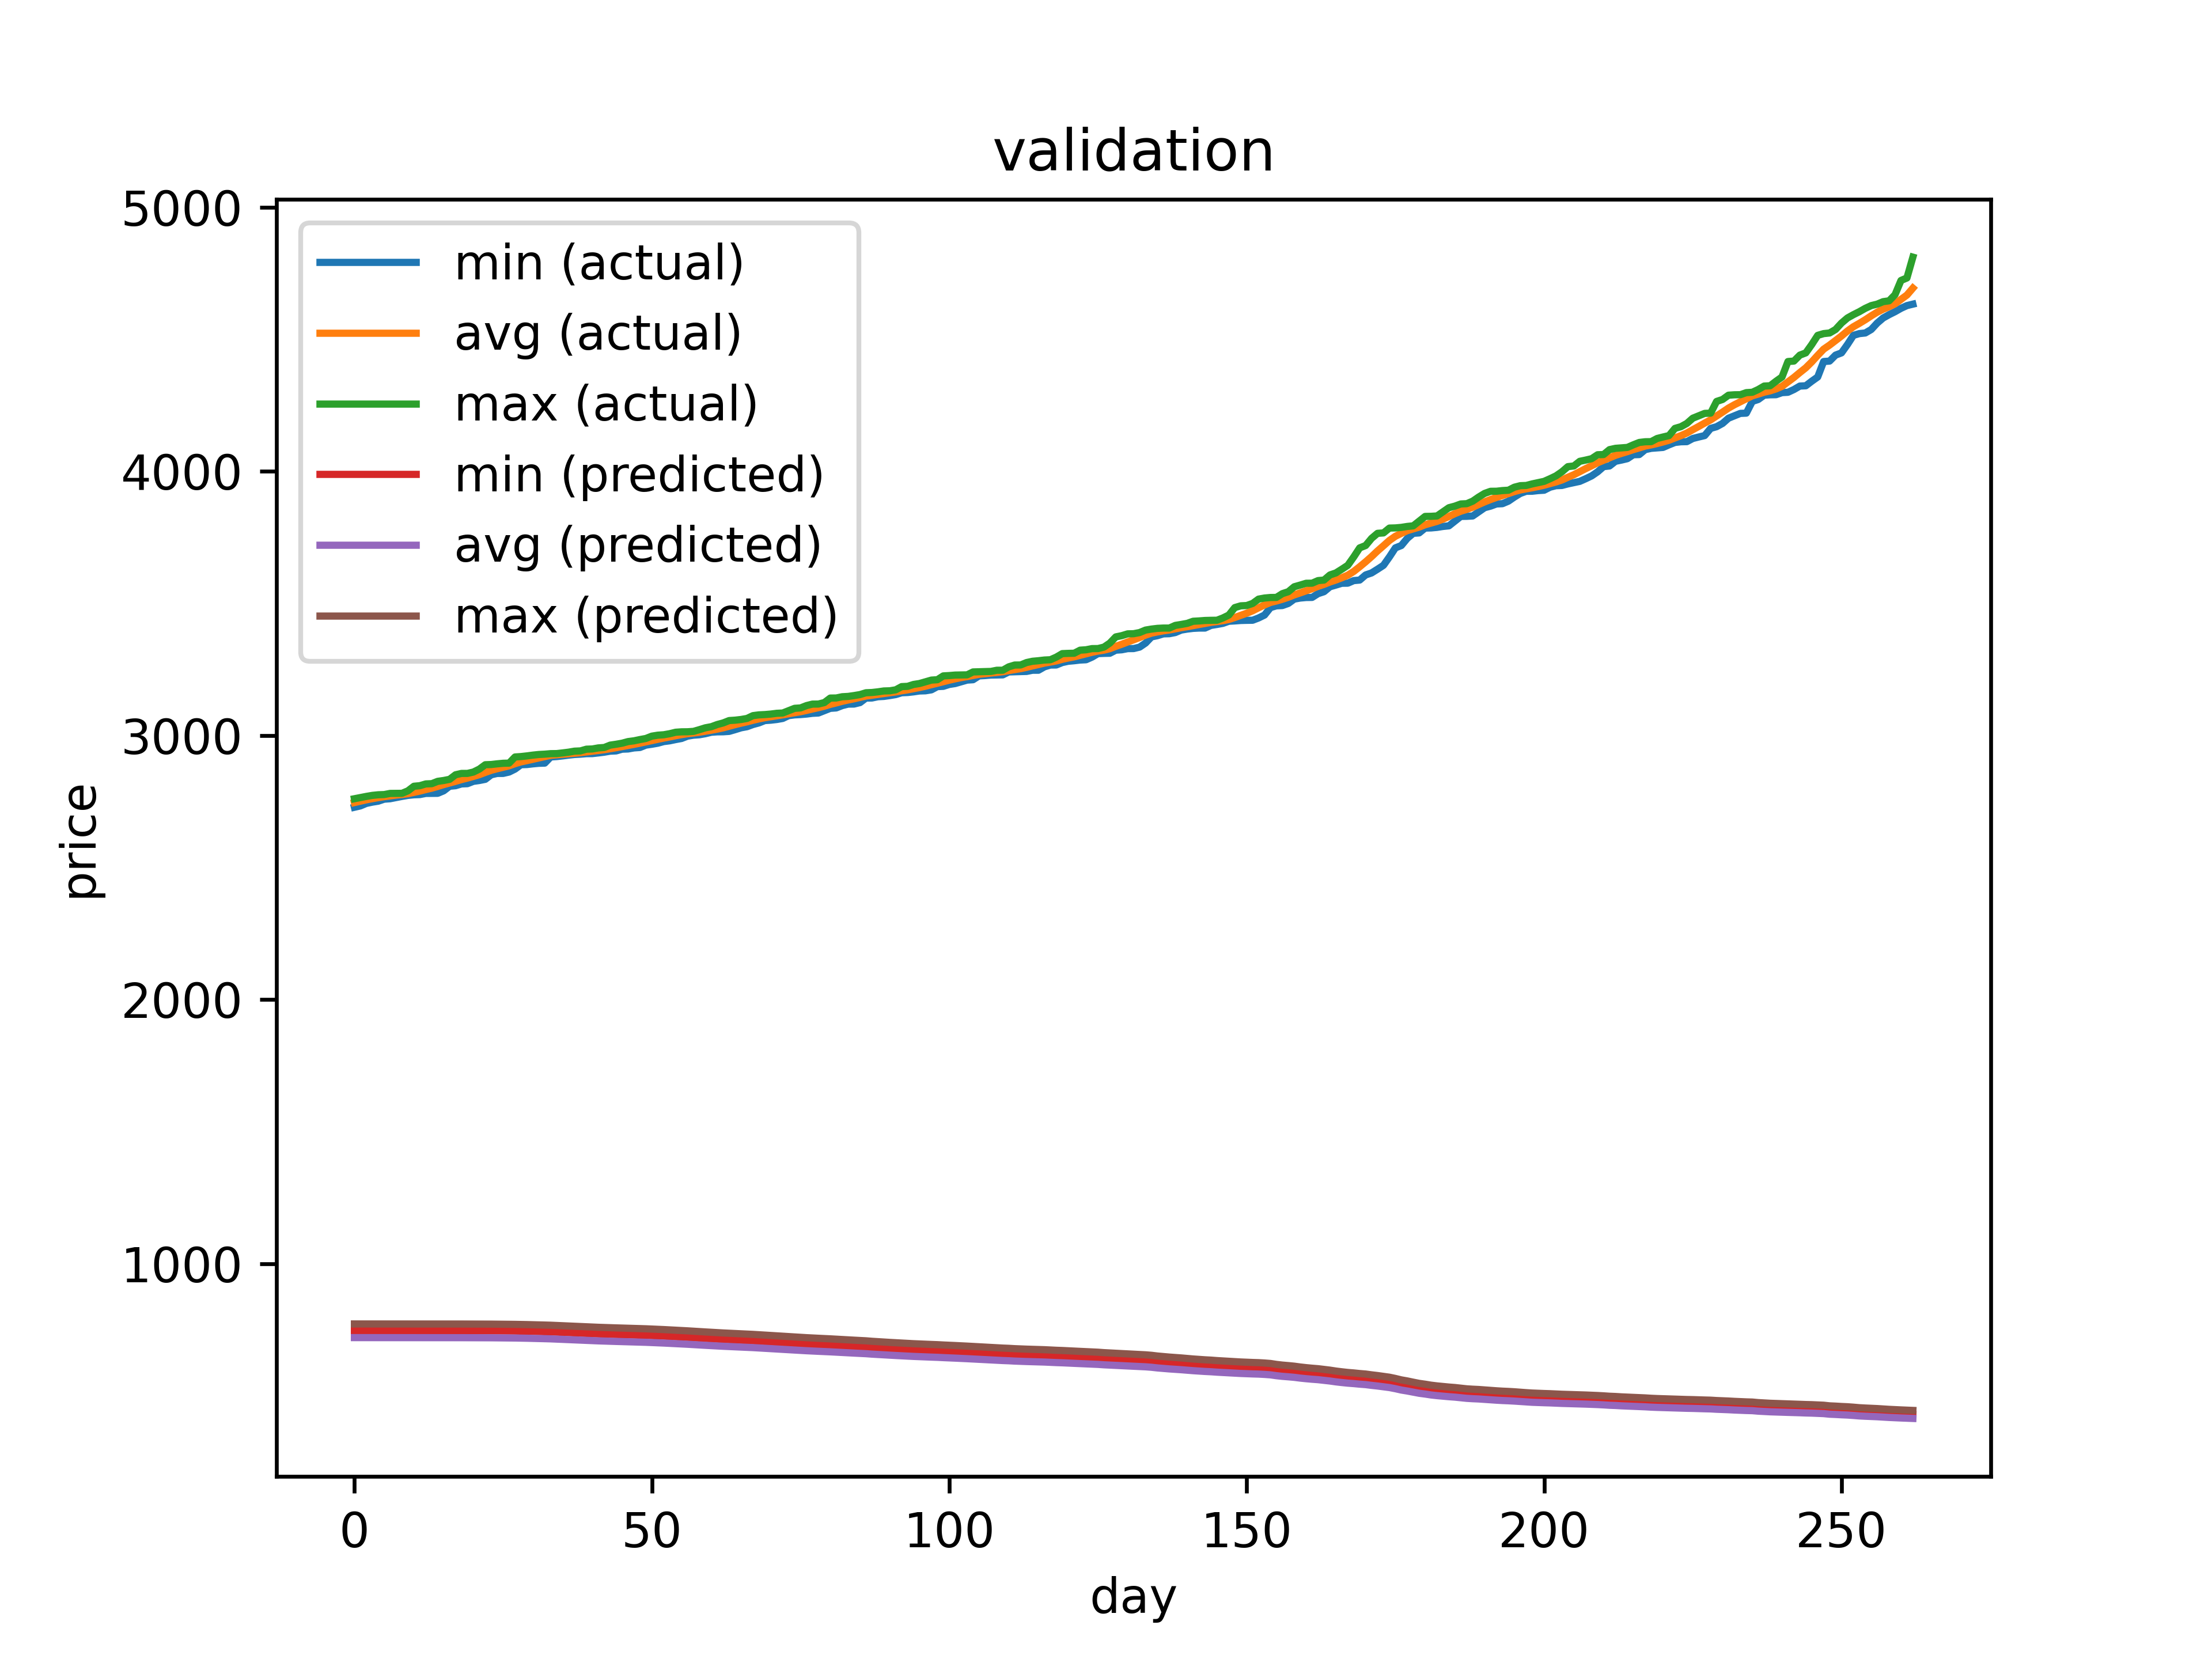 validation
5000
4000
3000
2000
1000
price
min (actual)
avg (actual)
max (actual)
min (predicted)
avg (predicted)
max (predicted)
0 50 100 150 200 250
day